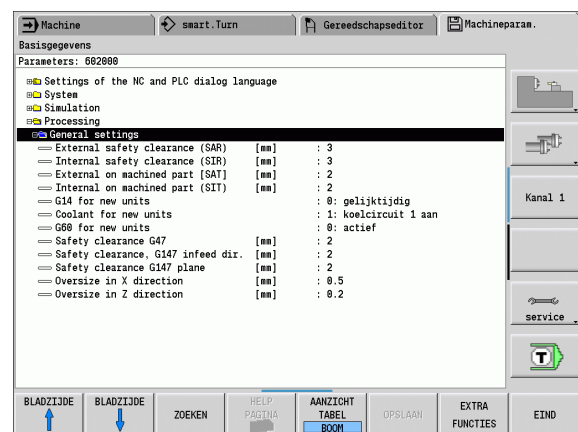 Machine smart.Turn Gereedschapseditor Machineparam.
Basisgegevens
Parameters: 602000
Settings of the NC and PLC dialog language
System
Simulation
Processing
General settings
External safety clearance (SAR) [mm] : 3
Internal safety clearance (SIR) [mm] : 3
External on machined part [SAT] [mm] : 2
Internal on machined part (SIT) [mm] : 2
G14 for new units : 0: gelijktijdig
Coolant for new units : 1: koelcircuit 1 aan
G60 for new units : 0: actief
Safety clearance G47 [mm] : 2
Safety clearance, G147 infeed dir. [mm] : 2
Safety clearance G147 plane [mm] : 2
Oversize in X direction [mm] : 0.5
Oversize in Z direction [mm] : 0.2
Kanal 1
service
T
BLADZIJDE
BLADZIJDE
ZOEKEN
HELP
PAGINA
AANZICHT
TABEL
BOOM
OPSLAAN
EXTRA
FUNCTIES
EIND